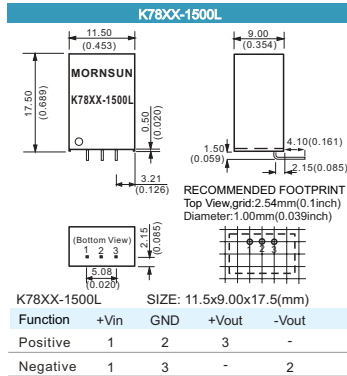 K78XX-1500L
11.50
(0.453)
9.00
(0.354)
MORNSUN
K78XX-1500L
17.50
(0.689)
0.50
(0.020)
1.50
(0.059)
4.10(0.161)
2.15(0.085)
3.21
(0.126)
RECOMMENDED FOOTPRINT
Top View,grid:2.54mm(0.1inch)
Diameter:1.00mm(0.039inch)
(Bottom View)
1 2 3
2.15
(0.085)
5.08
(0.020)
1 2 3
K78XX-1500L SIZE: 11.5x9.00x17.5(mm)
Function +Vin GND +Vout -Vout
Positive 1 2 3 -
Negative 1 3 - 2